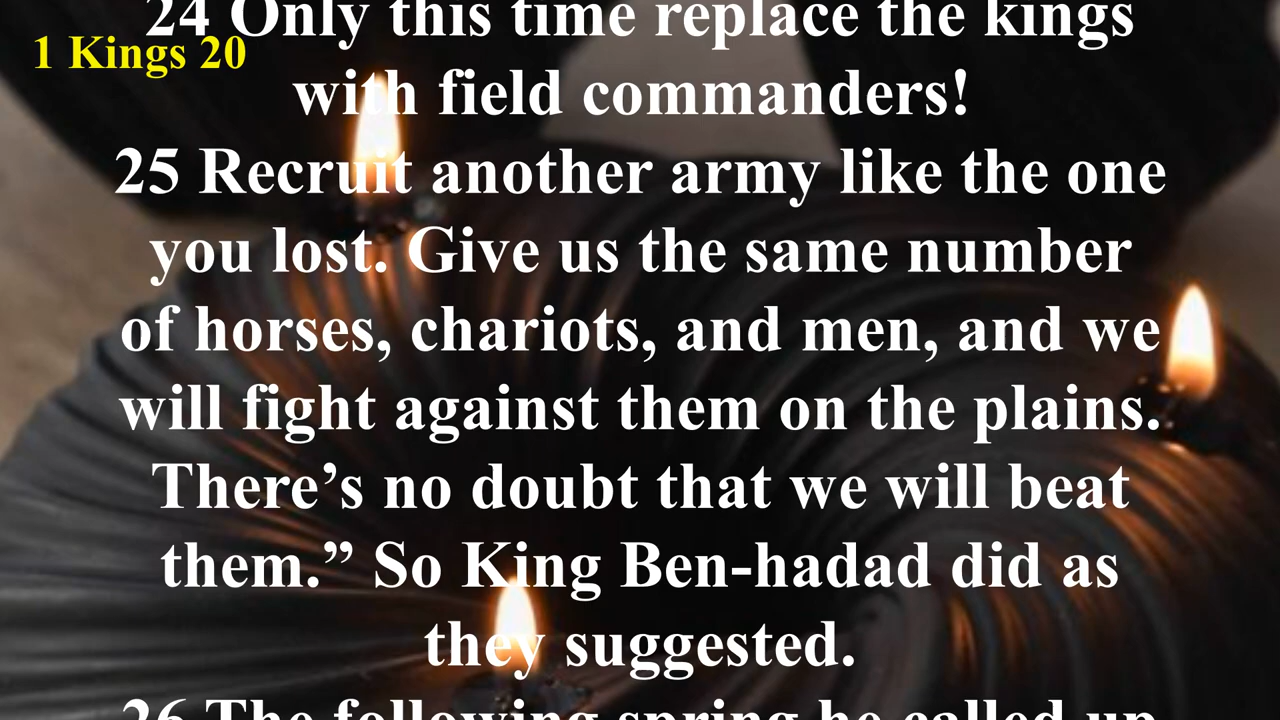 24 Only this time replace the kings
1 Kings 20
with field commanders!
25 Recruit another army like the one
you lost. Give us the same number
of horses, chariots, and men, and we
will fight against them on the plains.
There’s no doubt that we will beat
them.” So King Ben-hadad did as
they suggested.
26 The following spring he called up